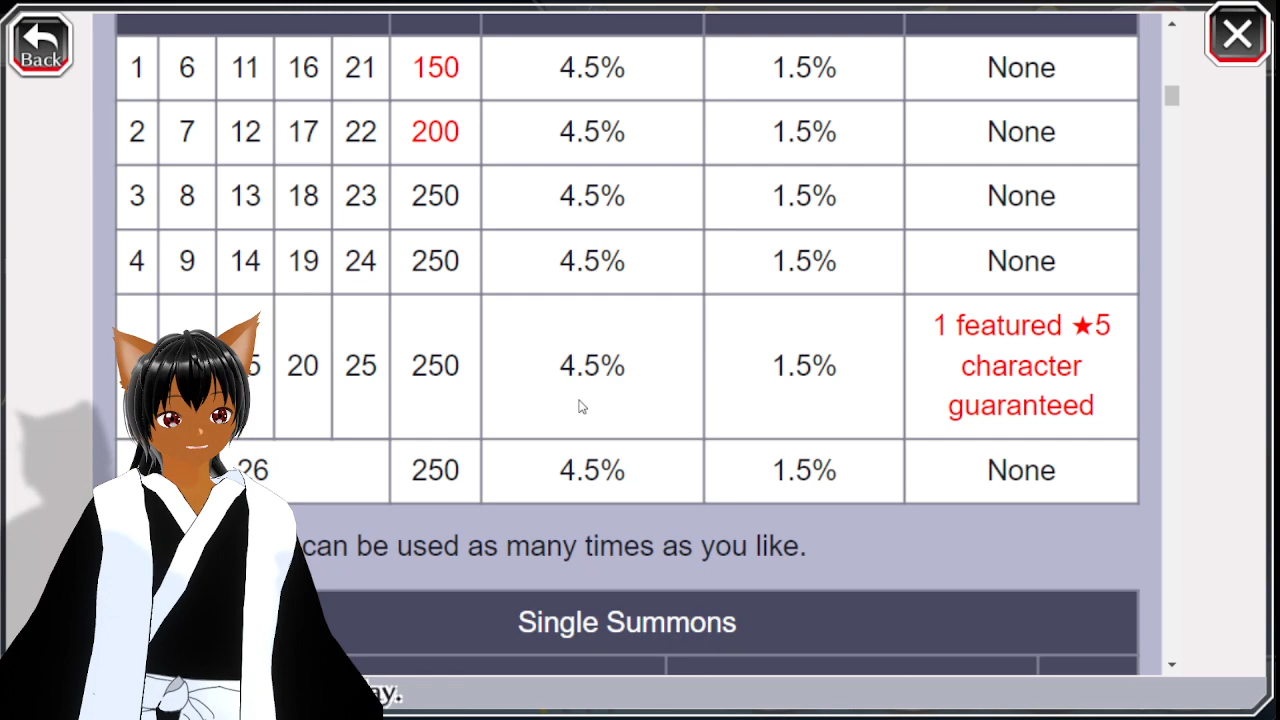 Back
1 6 11 16 21 150 4.5% 1.5% None
2 7 12 17 22 200 4.5% 1.5% None
3 8 13 18 23 250 4.5% 1.5% None
4 9 14 19 24 250 4.5% 1.5% None
20 25 250 4.5% 1.5% 1 featured ★5
character
guaranteed
26 250 4.5% 1.5% None
can be used as many times as you like.
Single Summons